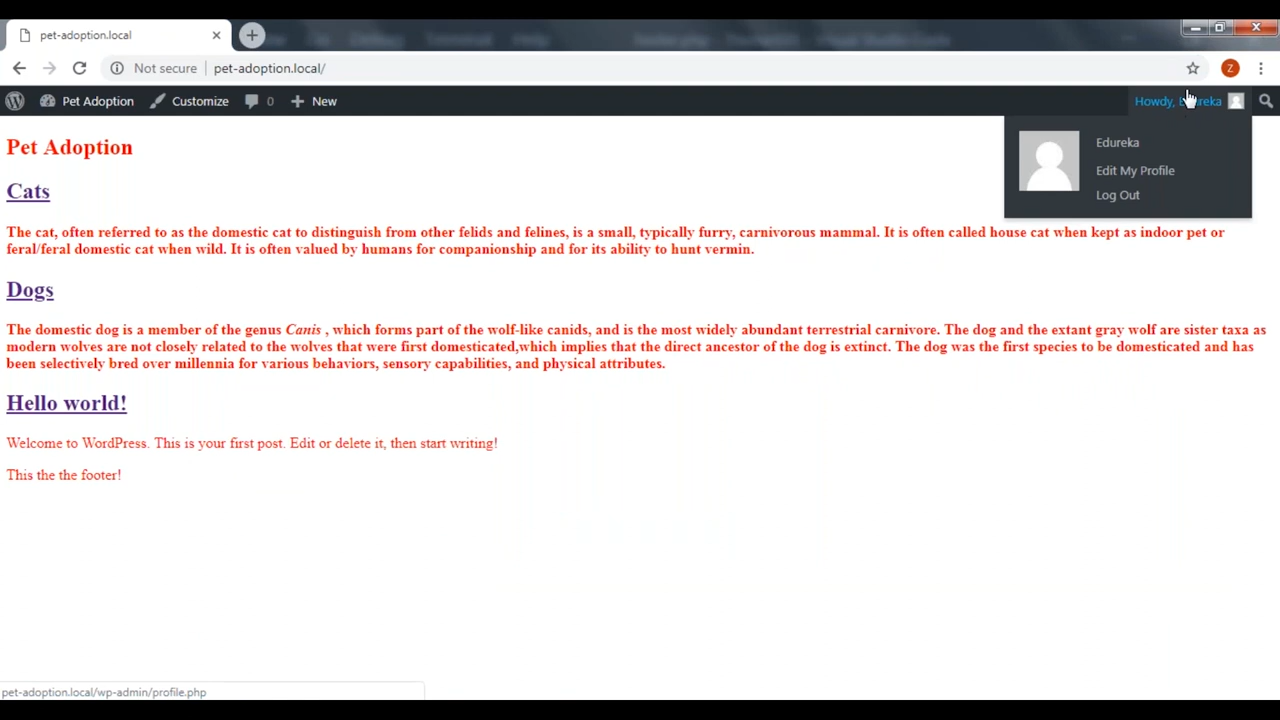 pet-adoption.local
Not secure
pet-adoption.local/
Z
Pet Adoption
Customize
0
New
Howdy, Edureka
Edureka
Edit My Profile
Log Out
Pet Adoption
Cats
The cat, often referred to as the domestic cat to distinguish from other felids and felines, is a small, typically furry, carnivorous mammal. It is often called house cat when kept as indoor pet or
feral/feral domestic cat when wild. It is often valued by humans for companionship and for its ability to hunt vermin.
Dogs
The domestic dog is a member of the genus Canis , which forms part of the wolf-like canids, and is the most widely abundant terrestrial carnivore. The dog and the extant gray wolf are sister taxa as
modern wolves are not closely related to the wolves that were first domesticated,which implies that the direct ancestor of the dog is extinct. The dog was the first species to be domesticated and has
been selectively bred over millennia for various behaviors, sensory capabilities, and physical attributes.
Hello world!
Welcome to WordPress. This is your first post. Edit or delete it, then start writing!
This the the footer!
pet-adoption.local/wp-admin/profile.php